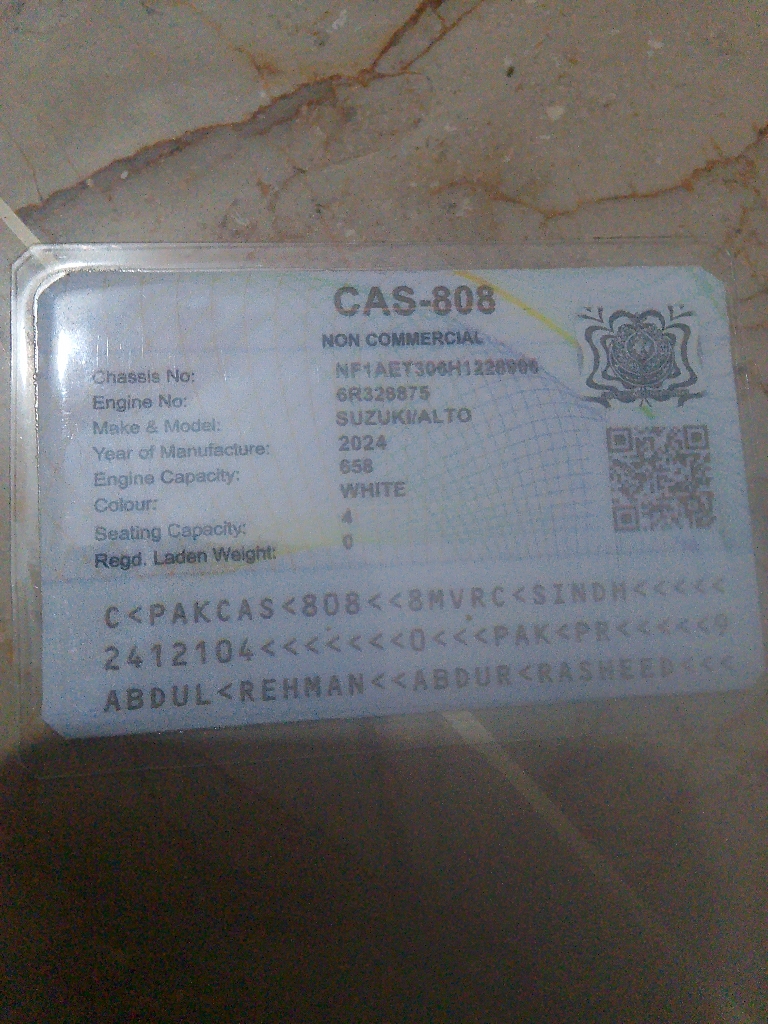 CAS-808
NON COMMERCIAL
Chassis No:
Engine No: 6R328875
Make & Model: SUZUKI/ALTO
Year of Manufacture: 2024
Engine Capacity: 658
Colour: WHITE
Seating Capacity: 4
Regd. Laden Weight: 0
C<PAKCAS<808<<8MVRC<SINDH<<<<<
2412104<<<<<<<<0<<<PAK<PR<<<<<9
ABDUL<REHMAN<<ABDUR<RASHEED<<<